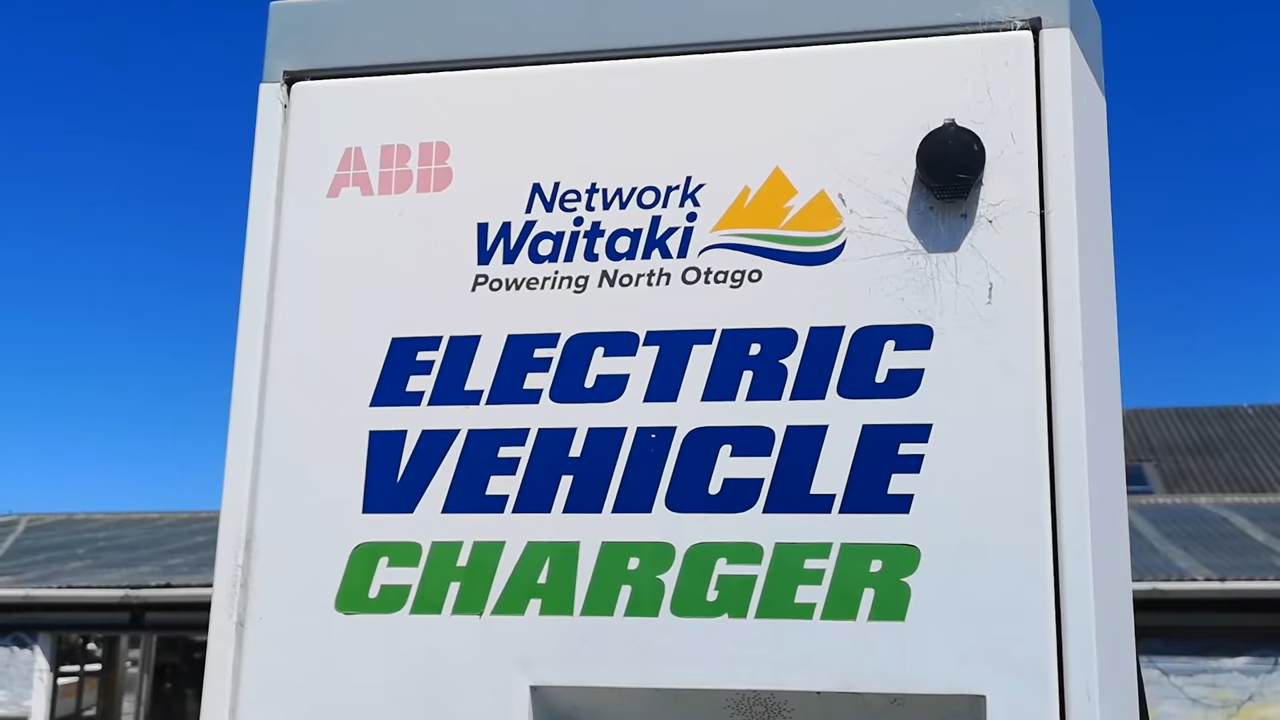 ABB
Network
Waitaki
Powering North Otago
ELECTRIC
VEHICLE
CHARGER